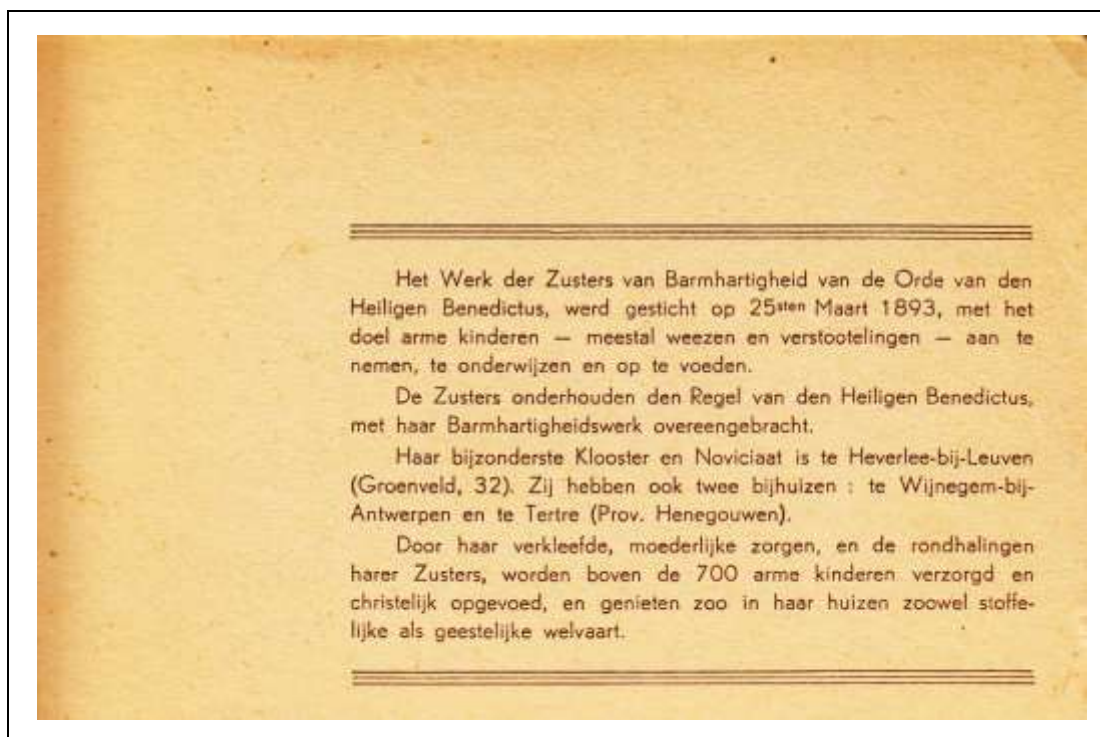 Het Werk der Zusters van Barmhartigheid van de Orde van den
Heiligen Benedictus, werd gesticht op 25sten Maart 1893, met het
doel arme kinderen — meestal weezen en verstootelingen — aan te
nemen, te onderwijzen en op te voeden.
De Zusters onderhouden den Regel van den Heiligen Benedictus,
met haar Barmhartigheidswerk overeengebracht.
Haar bijzonderste Klooster en Noviciaat is te Heverlee-bij-Leuven
(Groenveld, 32). Zij hebben ook twee bijhuizen : te Wijnegem-bij-
Antwerpen en te Tertre (Prov. Henegouwen).
Door haar verkleefde, moederlijke zorgen, en de rondhalingen
harer Zusters, worden boven de 700 arme kinderen verzorgd en
christelijk opgevoed, en genieten zoo in haar huizen zoowel stoffe-
lijke als geestelijke welvaart.